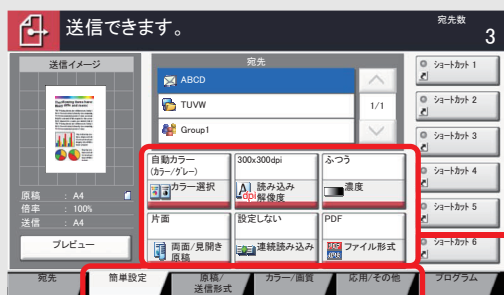 送信できます。
宛先数
3
送信イメージ
原稿 : A4
倍率 : 100%
送信 : A4
プレビュー
宛先
ABCD
TUVW
Group1
1/1
ショートカット 1
ショートカット 2
ショートカット 3
ショートカット 4
ショートカット 5
ショートカット 6
自動カラー
(カラー/グレー)
カラー選択
300x300dpi
dpi
読み込み
解像度
ふつう
濃度
片面
両面/見開き
原稿
設定しない
連続読み込み
PDF
ファイル形式
宛先
簡単設定
原稿/
送信形式
カラー/画質
応用/その他
プログラム